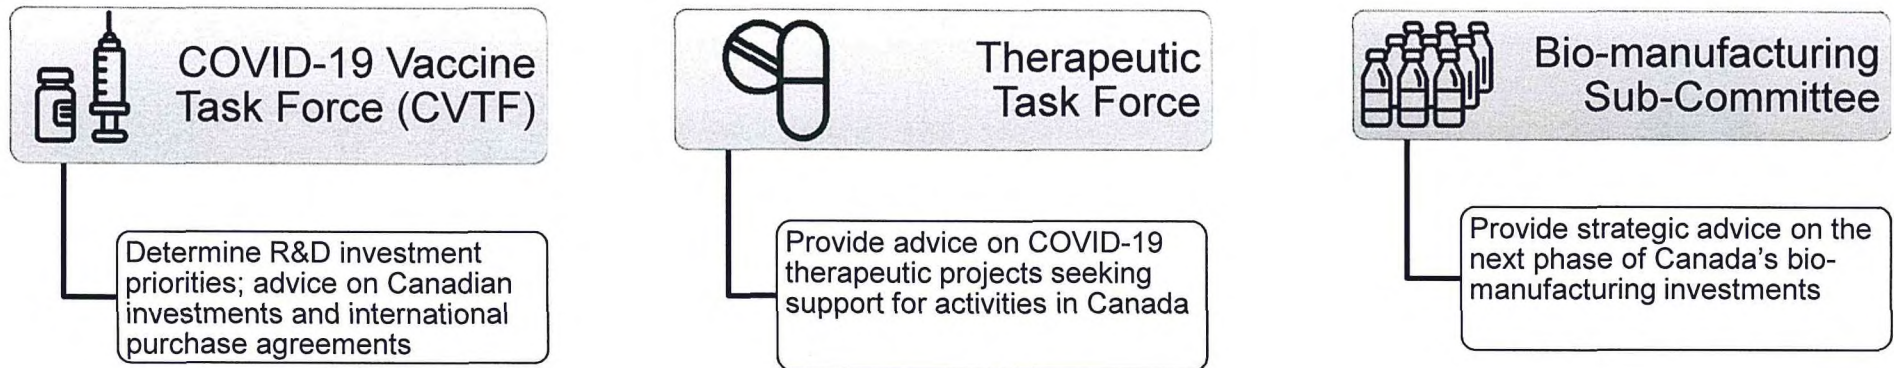 COVID-19 Vaccine
Task Force (CVTF)
Determine R&D investment
priorities; advice on Canadian
investments and international
purchase agreements
Therapeutic
Task Force
Provide advice on COVID-19
therapeutic projects seeking
support for activities in Canada
Bio-manufacturing
Sub-Committee
Provide strategic advice on the
next phase of Canada's bio-
manufacturing investments